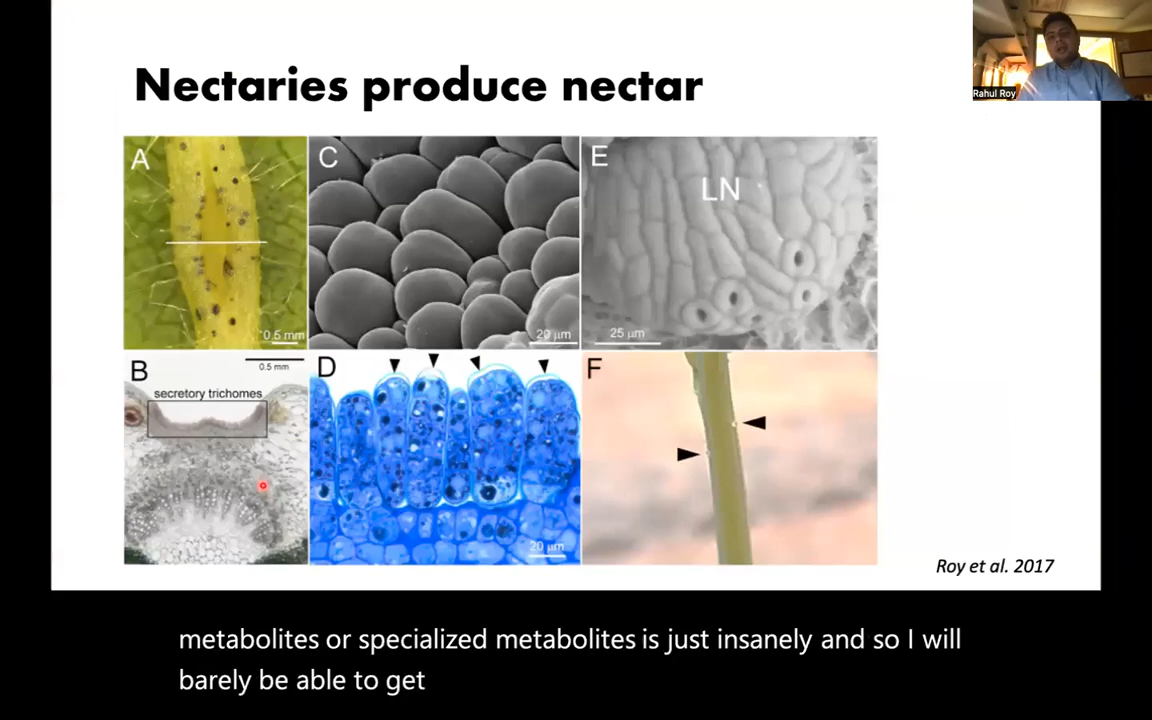 Nectaries produce nectar
Rahul Roy
A
0.5 mm
C
20 µm
E
LN
25 µm
B
0.5 mm
secretory trichomes
D
20 µm
F
Roy et al. 2017
metabolites or specialized metabolites is just insanely and so I will
barely be able to get